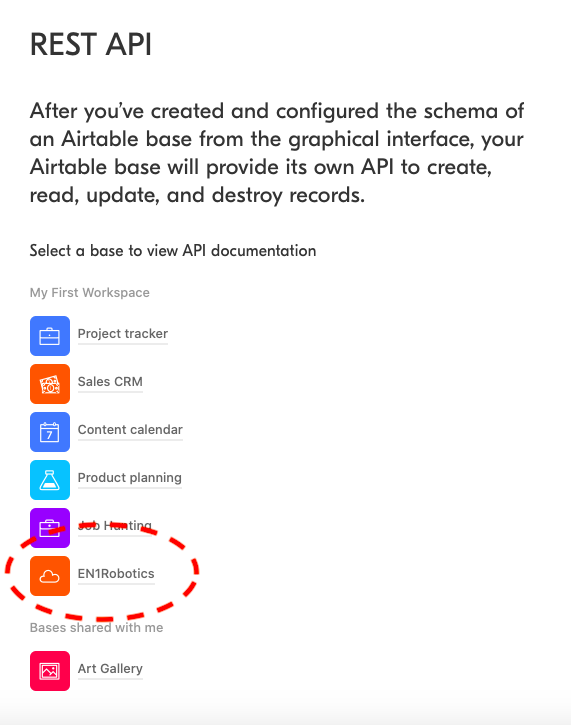 REST API
After you’ve created and configured the schema of
an Airtable base from the graphical interface, your
Airtable base will provide its own API to create,
read, update, and destroy records.
Select a base to view API documentation
My First Workspace
Project tracker
Sales CRM
7
Content calendar
Product planning
Job Hunting
EN1Robotics
Bases shared with me
Art Gallery